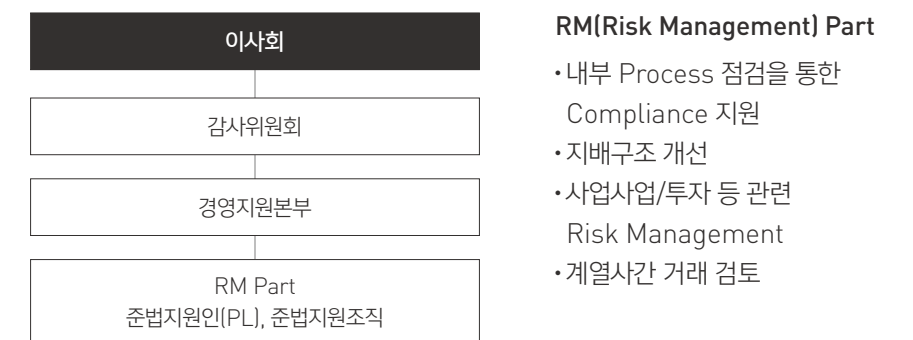 이사회
감사위원회
경영지원본부
RM Part
준법지원인(PL), 준법지원조직
RM(Risk Management) Part
·내부 Process 점검을 통한
Compliance 지원
·지배구조 개선
·사업사업/투자 등 관련
Risk Management
·계열사간 거래 검토